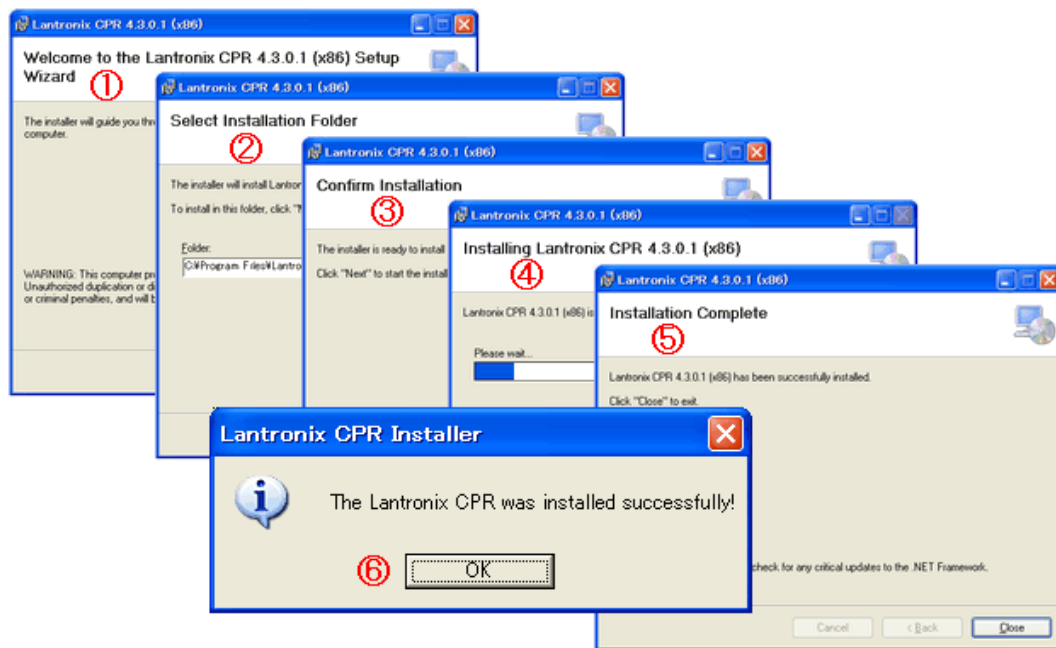 Lantronix CPR 4.3.0.1 (x86)
Welcome to the Lantronix CPR 4.3.0.1 (x86) Setup
Wizard
①
The installer will guide you
computer.
WARNING: This computer
Unauthorized duplication or
or criminal penalties, and will
Lantronix CPR 4.3.0.1 (x86)
Select Installation Folder
②
The installer will install
To install in this folder, click
Folder:
C:¥Program Files¥Lantro
Lantronix CPR 4.3.0.1 (x86)
Confirm Installation
③
The installer is ready to install
Click "Next" to start the
Lantronix CPR 4.3.0.1 (x86)
Installing Lantronix CPR 4.3.0.1 (x86)
④
Lantronix CPR 4.3.0.1 (x86) is
Please wait...
Lantronix CPR 4.3.0.1 (x86)
Installation Complete
⑤
Lantronix CPR 4.3.0.1 (x86) has been successfully installed.
Click "Close" to exit.
check for any critical updates to the .NET Framework.
Cancel
< Back
Close
Lantronix CPR Installer
The Lantronix CPR was installed successfully!
⑥
OK